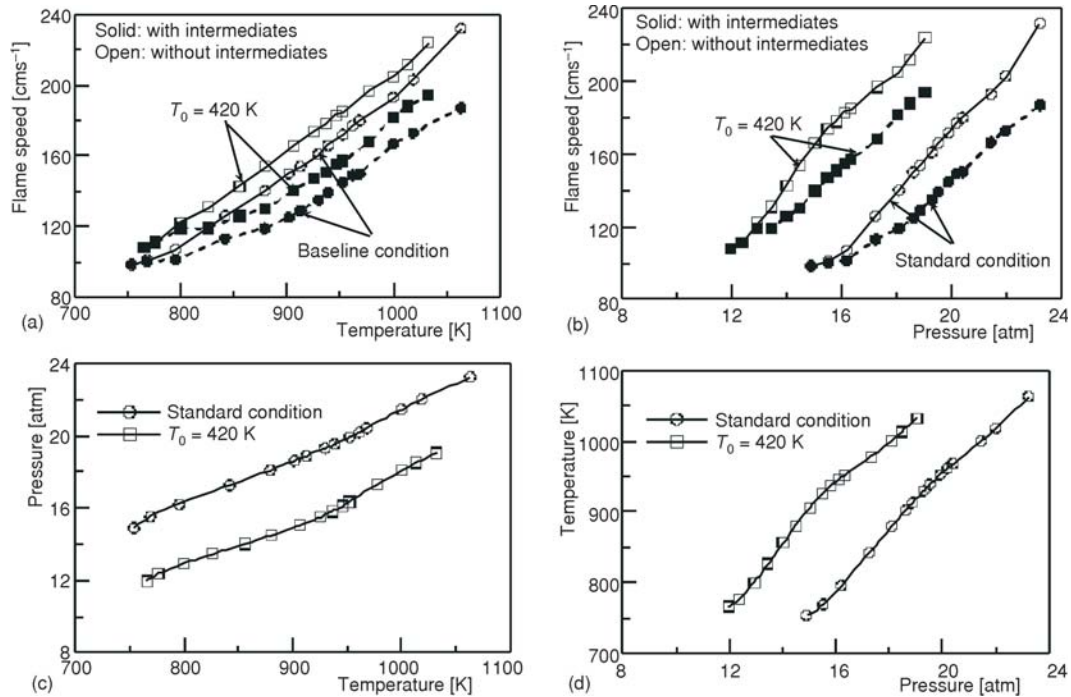 Solid: with intermediates
Open: without intermediates
T₀ = 420 K
Baseline condition
Flame speed [cms⁻¹]
240
200
160
120
80
700
800
900
1000
1100
(a)
Temperature [K]
Solid: with intermediates
Open: without intermediates
T₀ = 420 K
Standard condition
Flame speed [cms⁻¹]
240
200
160
120
80
8
12
16
20
24
(b)
Pressure [atm]
Standard condition
T₀ = 420 K
Pressure [atm]
24
20
16
12
8
700
800
900
1000
1100
(c)
Temperature [K]
Standard condition
T₀ = 420 K
Temperature [K]
1100
1000
900
800
700
8
12
16
20
24
(d)
Pressure [atm]